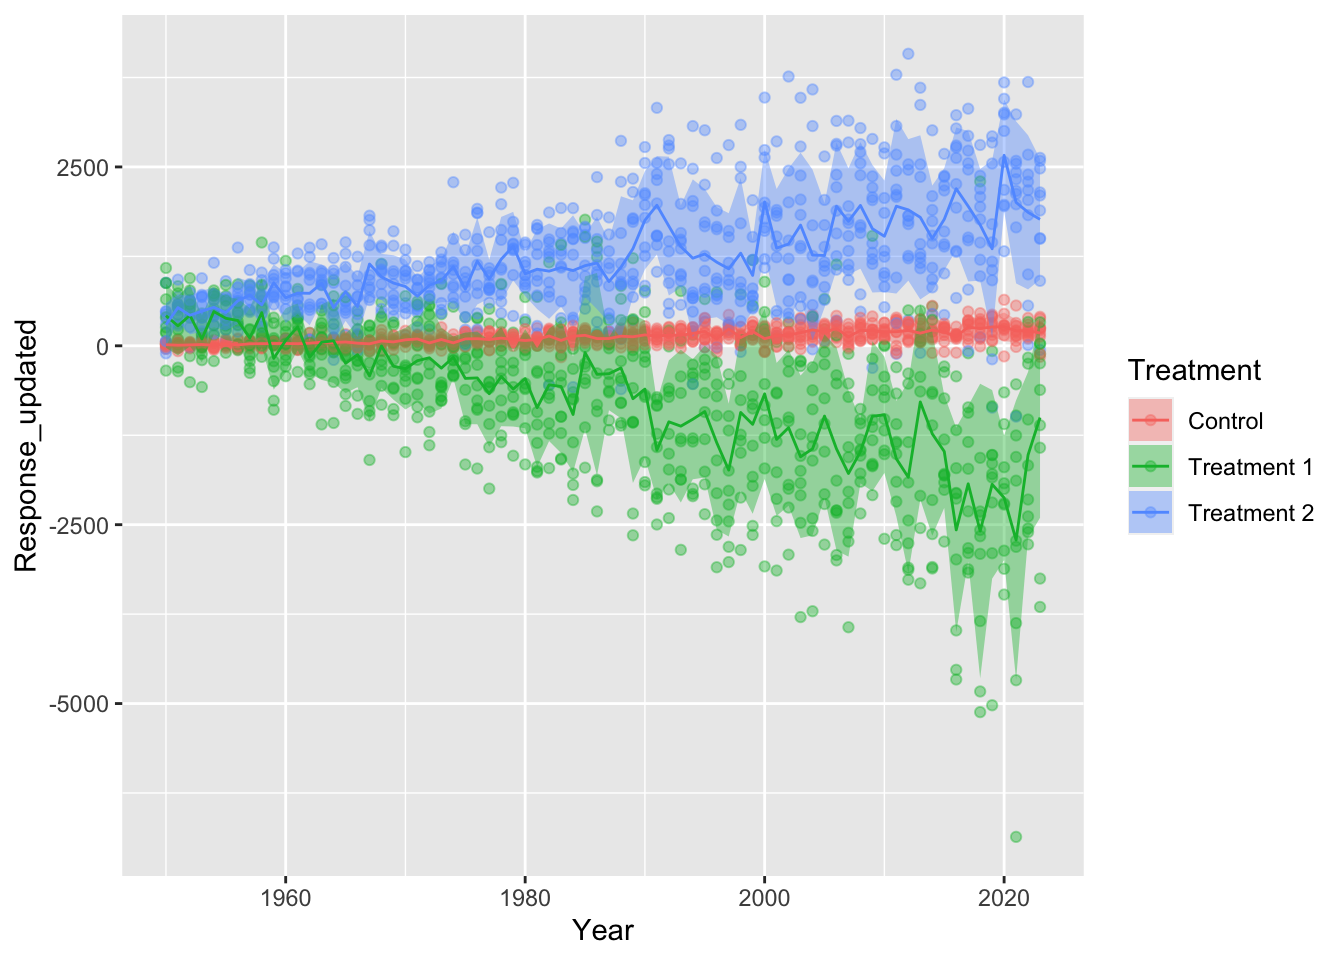 Response_updated
2500
0
-2500
-5000
1960
1980
2000
2020
Year
Treatment
Control
Treatment 1
Treatment 2